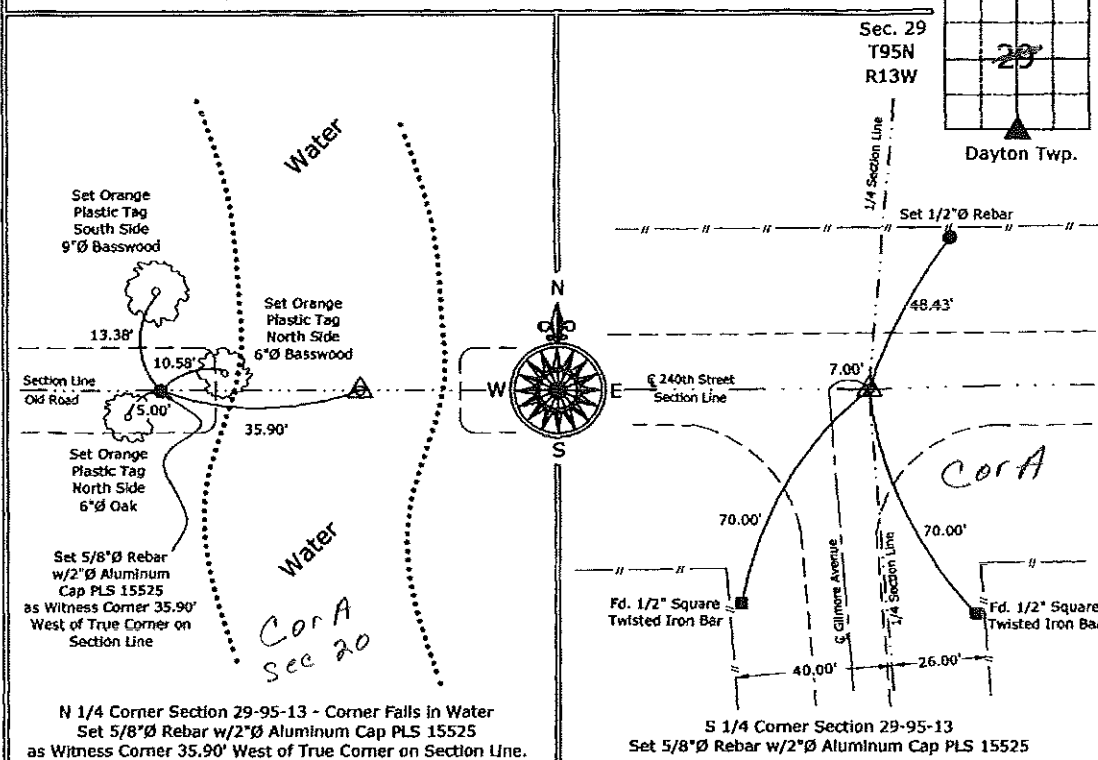 Sec. 29
T95N
R13W
29
Dayton Twp.
Water
Set Orange
Plastic Tag
South Side
9"Ø Basswood
13.38'
10.58'
Set Orange
Plastic Tag
North Side
6"Ø Basswood
Section Line
Old Road
5.00'
35.90'
Set Orange
Plastic Tag
North Side
6"Ø Oak
Set 5/8"Ø Rebar
w/2"Ø Aluminum
Cap PLS 15525
as Witness Corner 35.90'
West of True Corner on
Section Line
Water
Cor A
Sec 20
N 1/4 Corner Section 29-95-13 - Corner Falls in Water
Set 5/8"Ø Rebar w/2"Ø Aluminum Cap PLS 15525
as Witness Corner 35.90' West of True Corner on Section Line.
N
W
E
S
1/4 Section Line
Set 1/2"Ø Rebar
48.43'
7.00'
℄ 240th Street
Section Line
Cor A
70.00'
70.00'
Fd. 1/2" Square
Twisted Iron Bar
℄ Gilmore Avenue
1/4 Section Line
Fd. 1/2" Square
Twisted Iron Bar
40.00'
26.00'
S 1/4 Corner Section 29-95-13
Set 5/8"Ø Rebar w/2"Ø Aluminum Cap PLS 15525